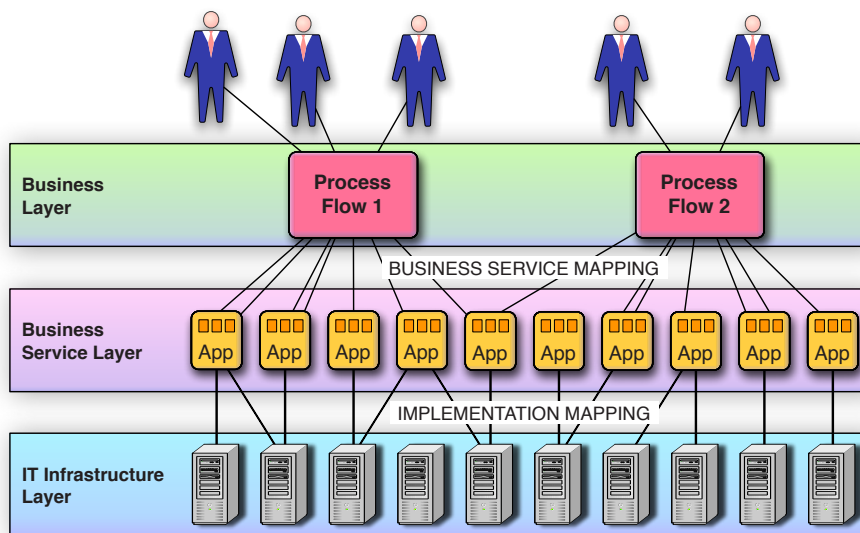 Business
Layer
Process
Flow 1
Process
Flow 2
BUSINESS SERVICE MAPPING
Business
Service Layer
App
App
App
App
App
App
App
App
App
App
IMPLEMENTATION MAPPING
IT Infrastructure
Layer